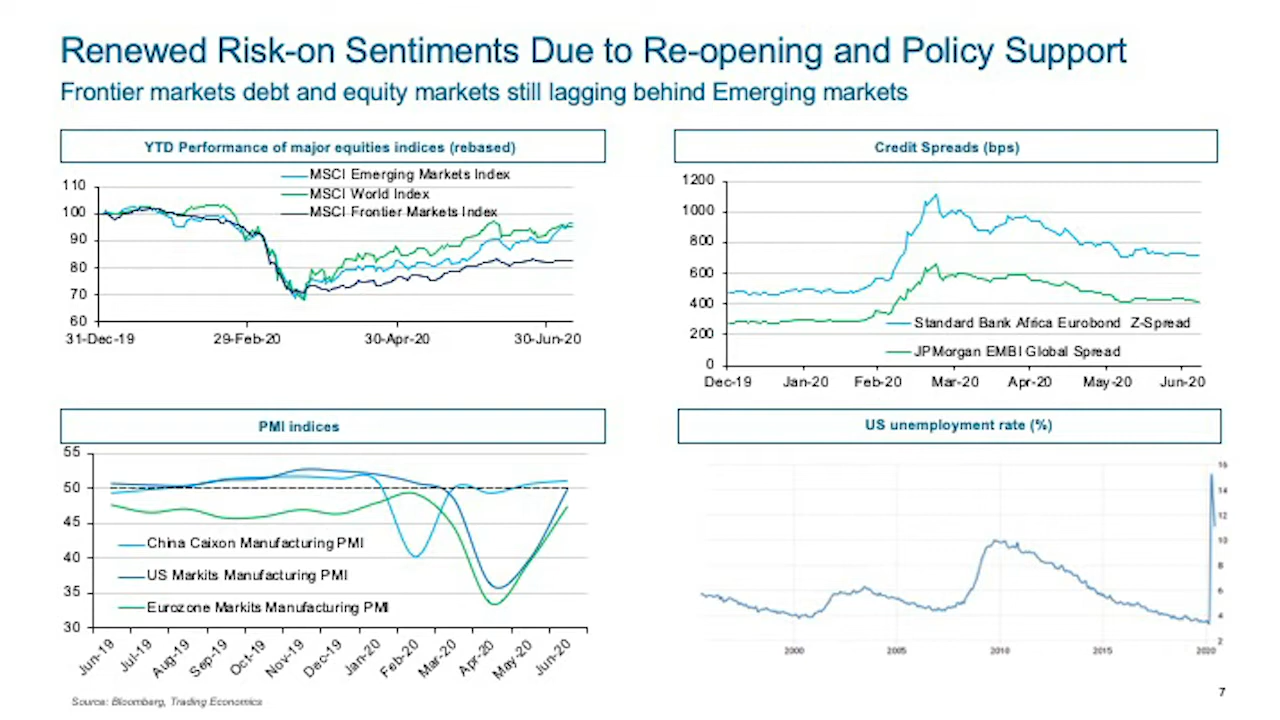 Renewed Risk-on Sentiments Due to Re-opening and Policy Support
Frontier markets debt and equity markets still lagging behind Emerging markets
YTD Performance of major equities indices (rebased)
MSCI Emerging Markets Index
MSCI World Index
MSCI Frontier Markets Index
110
100
90
80
70
60
31-Dec-19 29-Feb-20 30-Apr-20 30-Jun-20
Credit Spreads (bps)
1200
1000
800
600
400
200
0
Standard Bank Africa Eurobond Z-Spread
JPMorgan EMBI Global Spread
Dec-19 Jan-20 Feb-20 Mar-20 Apr-20 May-20 Jun-20
PMI indices
55
50
45
40
35
30
China Caixon Manufacturing PMI
US Markits Manufacturing PMI
Eurozone Markits Manufacturing PMI
Jun-19 Jul-19 Aug-19 Sep-19 Oct-19 Nov-19 Dec-19 Jan-20 Feb-20 Mar-20 Apr-20 May-20 Jun-20
US unemployment rate (%)
16
14
12
10
8
6
4
2
2000 2005 2010 2015 2020
Source: Bloomberg, Trading Economics
7